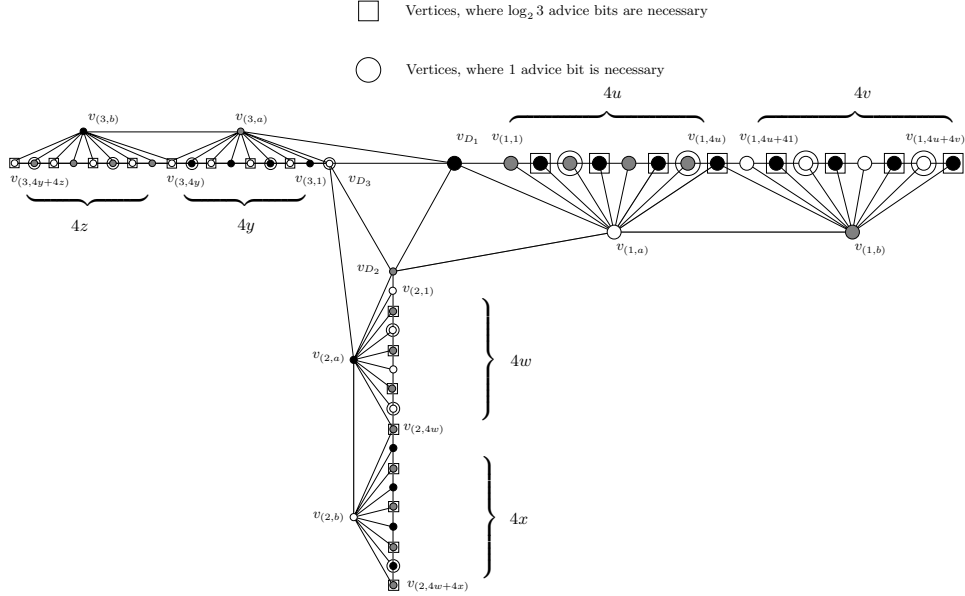 Vertices, where log₂ 3 advice bits are necessary
Vertices, where 1 advice bit is necessary
4u
4v
v(3,b)
v(3,a)
vD₁
v(1,1)
v(1,4u)
v(1,4u+41)
v(1,4u+4v)
v(3,4y+4z)
v(3,4y)
v(3,1)
vD₃
4z
4y
v(1,a)
v(1,b)
vD₂
v(2,1)
v(2,a)
4w
v(2,4w)
v(2,b)
4x
v(2,4w+4x)